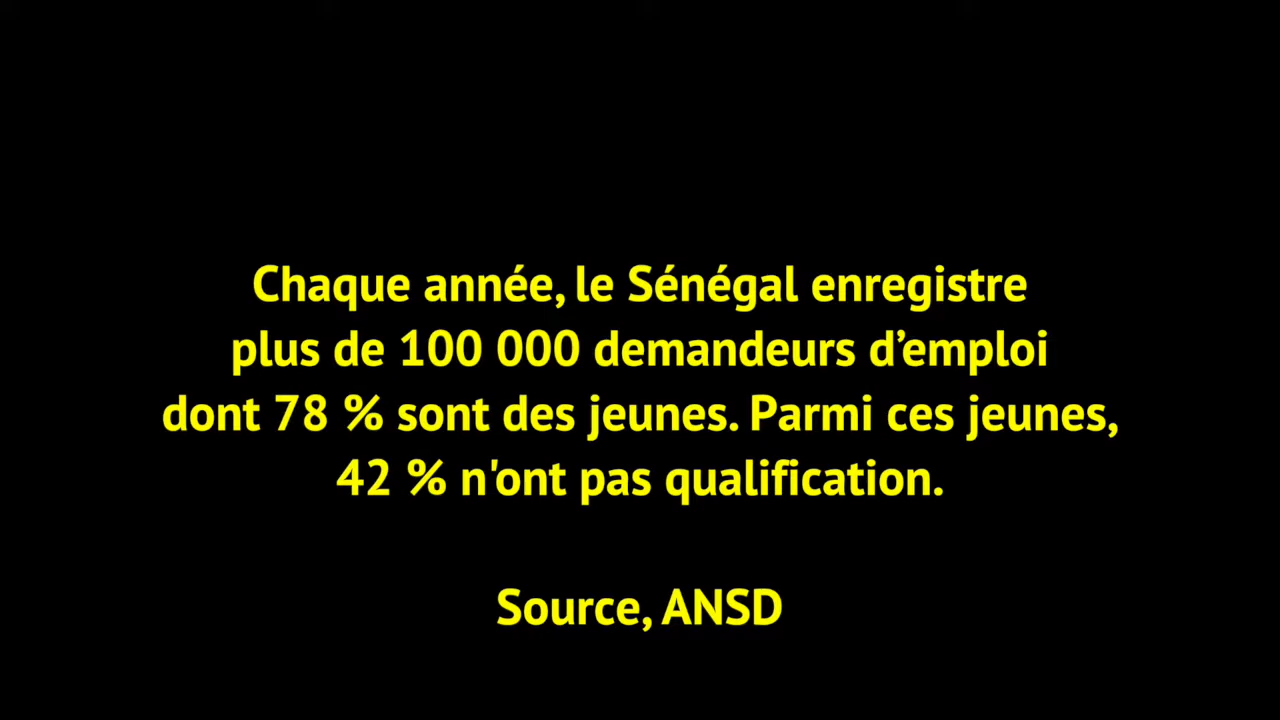 Chaque année, le Sénégal enregistre
plus de 100 000 demandeurs d’emploi
dont 78 % sont des jeunes. Parmi ces jeunes,
42 % n'ont pas qualification.
Source, ANSD